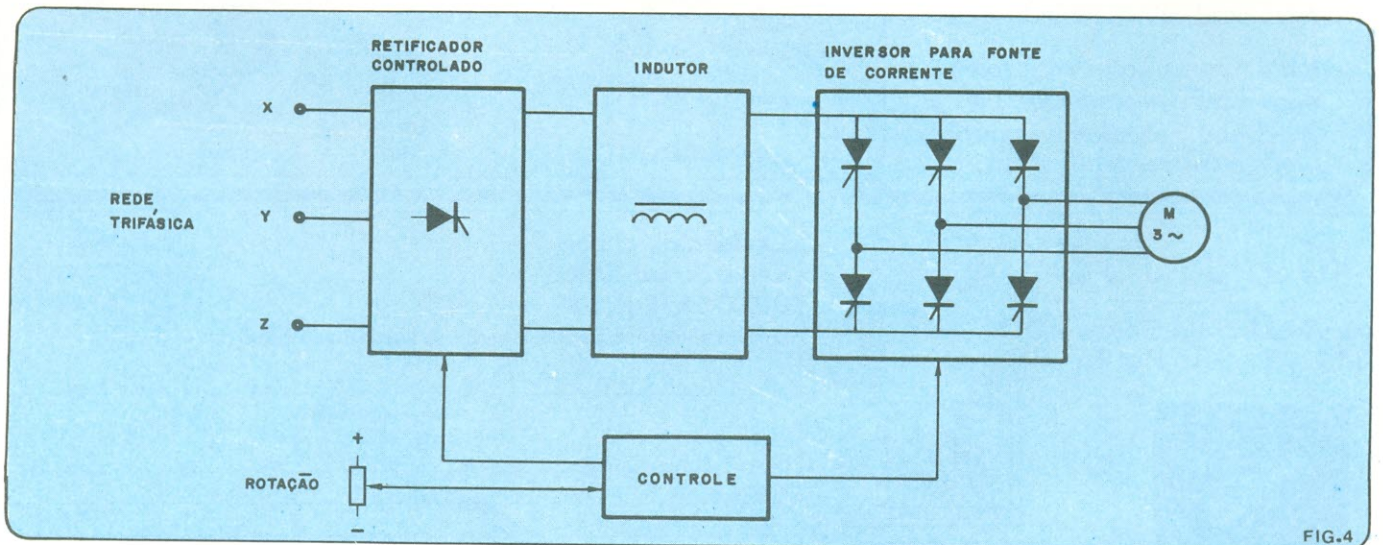 RETIFICADOR
CONTROLADO
INDUTOR
INVERSOR PARA FONTE
DE CORRENTE
X
REDE
TRIFÁSICA
Y
Z
M
3 ~
+
ROTAÇÃO
−
CONTROLE
FIG.4